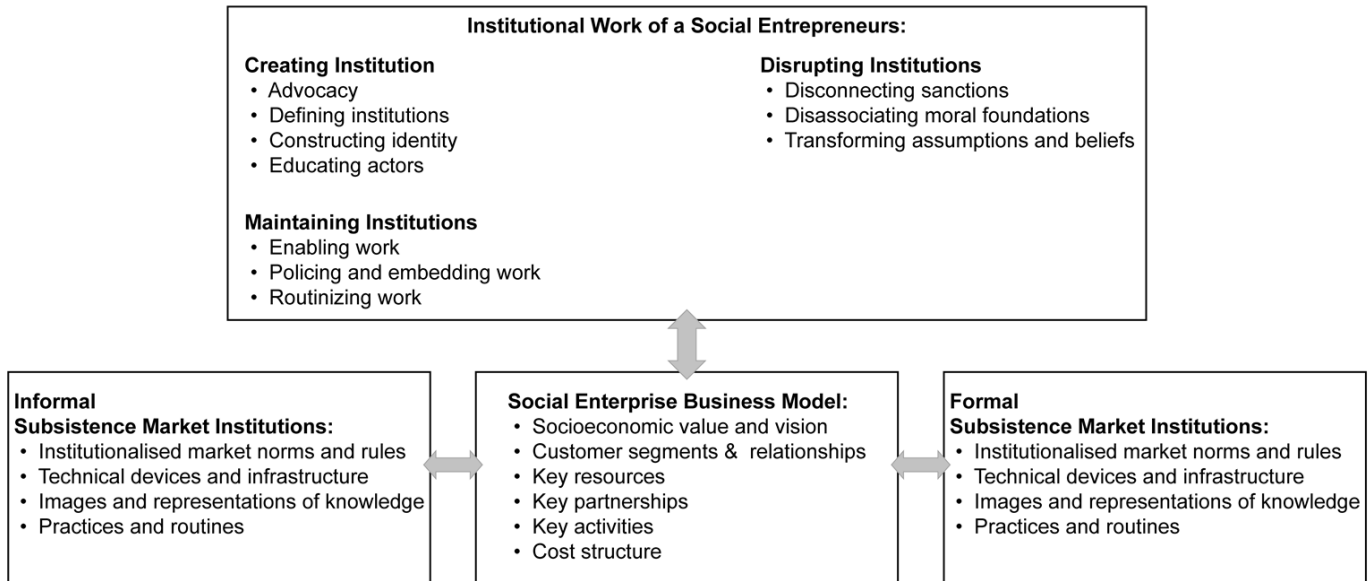 Institutional Work of a Social Entrepreneurs:
Creating Institution
• Advocacy
• Defining institutions
• Constructing identity
• Educating actors
Maintaining Institutions
• Enabling work
• Policing and embedding work
• Routinizing work
Disrupting Institutions
• Disconnecting sanctions
• Disassociating moral foundations
• Transforming assumptions and beliefs
Informal
Subsistence Market Institutions:
• Institutionalised market norms and rules
• Technical devices and infrastructure
• Images and representations of knowledge
• Practices and routines
Social Enterprise Business Model:
• Socioeconomic value and vision
• Customer segments & relationships
• Key resources
• Key partnerships
• Key activities
• Cost structure
Formal
Subsistence Market Institutions:
• Institutionalised market norms and rules
• Technical devices and infrastructure
• Images and representations of knowledge
• Practices and routines